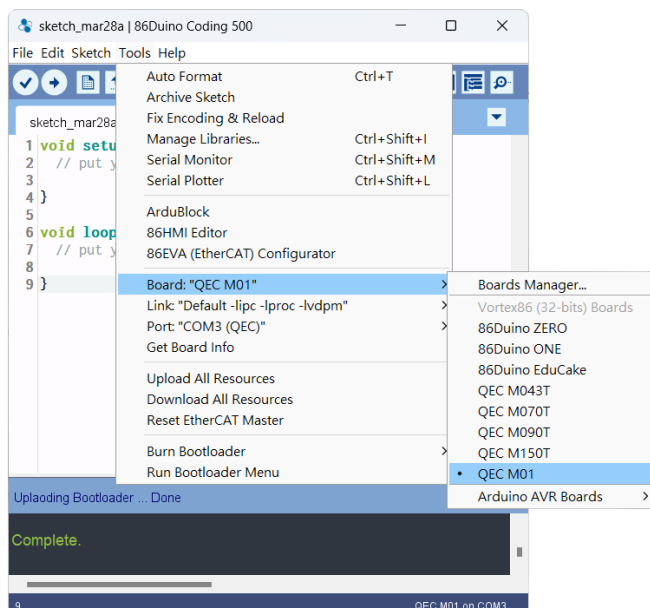 sketch_mar28a | 86Duino Coding 500
File Edit Sketch Tools Help
sketch_mar28a
1 void setu
2 // put y
3
4 }
5
6 void loop
7 // put y
8
9 }
Auto Format Ctrl+T
Archive Sketch
Fix Encoding & Reload
Manage Libraries... Ctrl+Shift+I
Serial Monitor Ctrl+Shift+M
Serial Plotter Ctrl+Shift+L
ArduBlock
86HMI Editor
86EVA (EtherCAT) Configurator
Board: "QEC M01"
Link: "Default -lipc -lproc -lvdpm"
Port: "COM3 (QEC)"
Get Board Info
Upload All Resources
Download All Resources
Reset EtherCAT Master
Burn Bootloader
Run Bootloader Menu
Boards Manager...
Vortex86 (32-bits) Boards
86Duino ZERO
86Duino ONE
86Duino EduCake
QEC M043T
QEC M070T
QEC M090T
QEC M150T
• QEC M01
Arduino AVR Boards
Uplaoding Bootloader ... Done
Complete.
9 QEC M01 on COM3